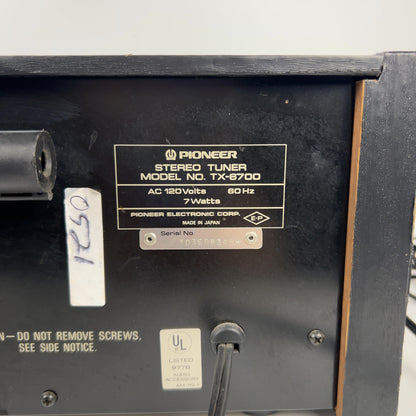 PIONEER
STEREO TUNER
MODEL NO. TX-6700
AC 120Volts 60Hz
7 Watts
PIONEER ELECTRONIC CORP.
MADE IN JAPAN
E-P
Serial No.
N–DO NOT REMOVE SCREWS.
SEE SIDE NOTICE.
UL
LISTED
977B